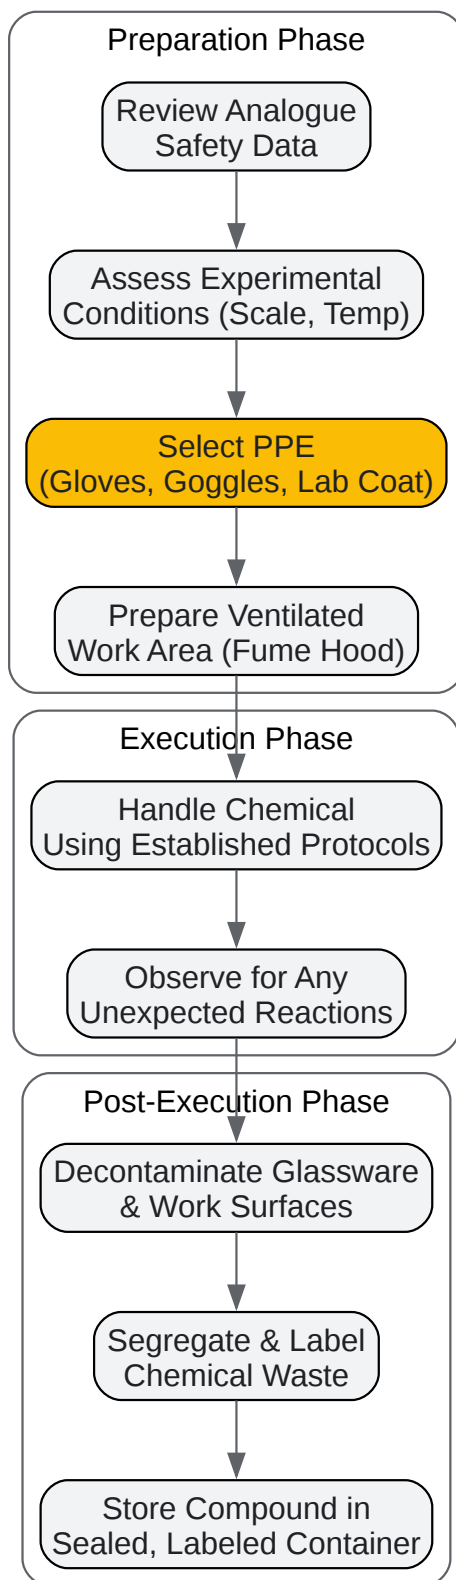 Preparation Phase
Review Analogue
Safety Data
Assess Experimental
Conditions (Scale, Temp)
Select PPE
(Gloves, Goggles, Lab Coat)
Prepare Ventilated
Work Area (Fume Hood)
Execution Phase
Handle Chemical
Using Established Protocols
Observe for Any
Unexpected Reactions
Post-Execution Phase
Decontaminate Glassware
& Work Surfaces
Segregate & Label
Chemical Waste
Store Compound in
Sealed, Labeled Container